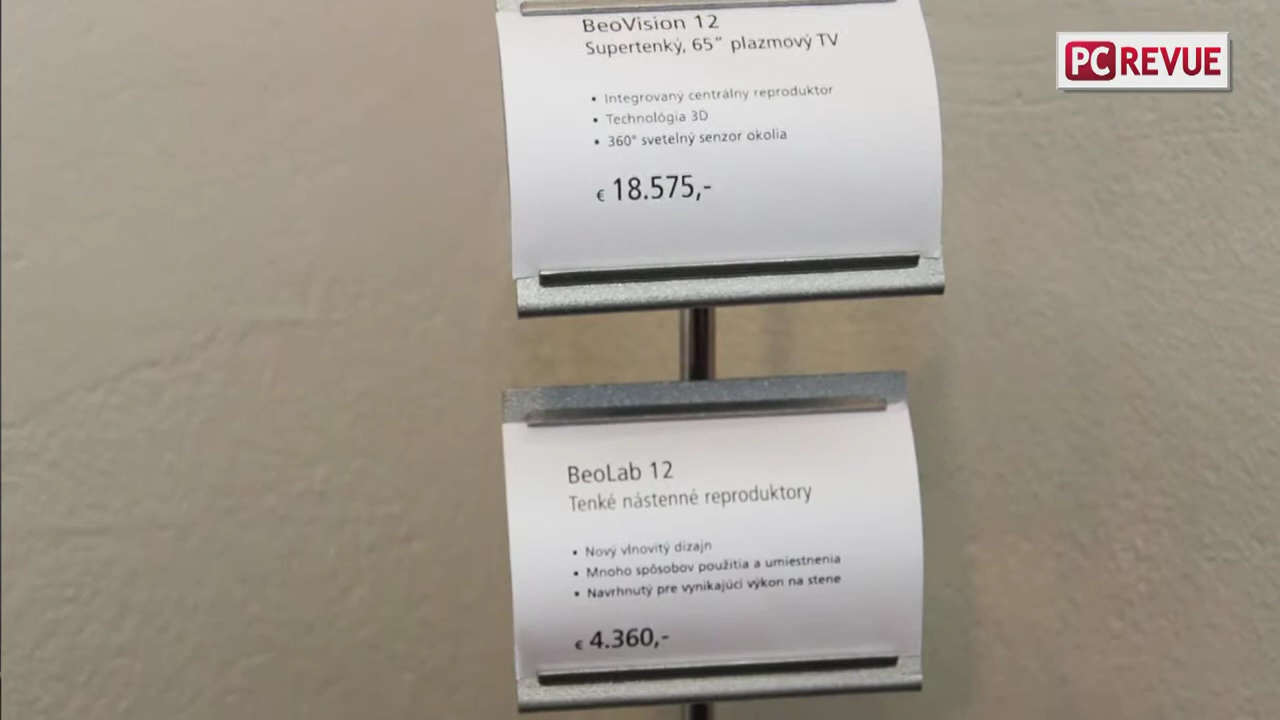 BeoVision 12
Supertenký, 65" plazmový TV
• Integrovaný centrálny reproduktor
• Technológia 3D
• 360° svetelný senzor okolia
€ 18.575,-
PC REVUE
BeoLab 12
Tenké nástenné reproduktory
• Nový vlnovitý dizajn
• Mnoho spôsobov použitia a umiestnenia
• Navrhnutý pre vynikajúci výkon na stene
€ 4.360,-